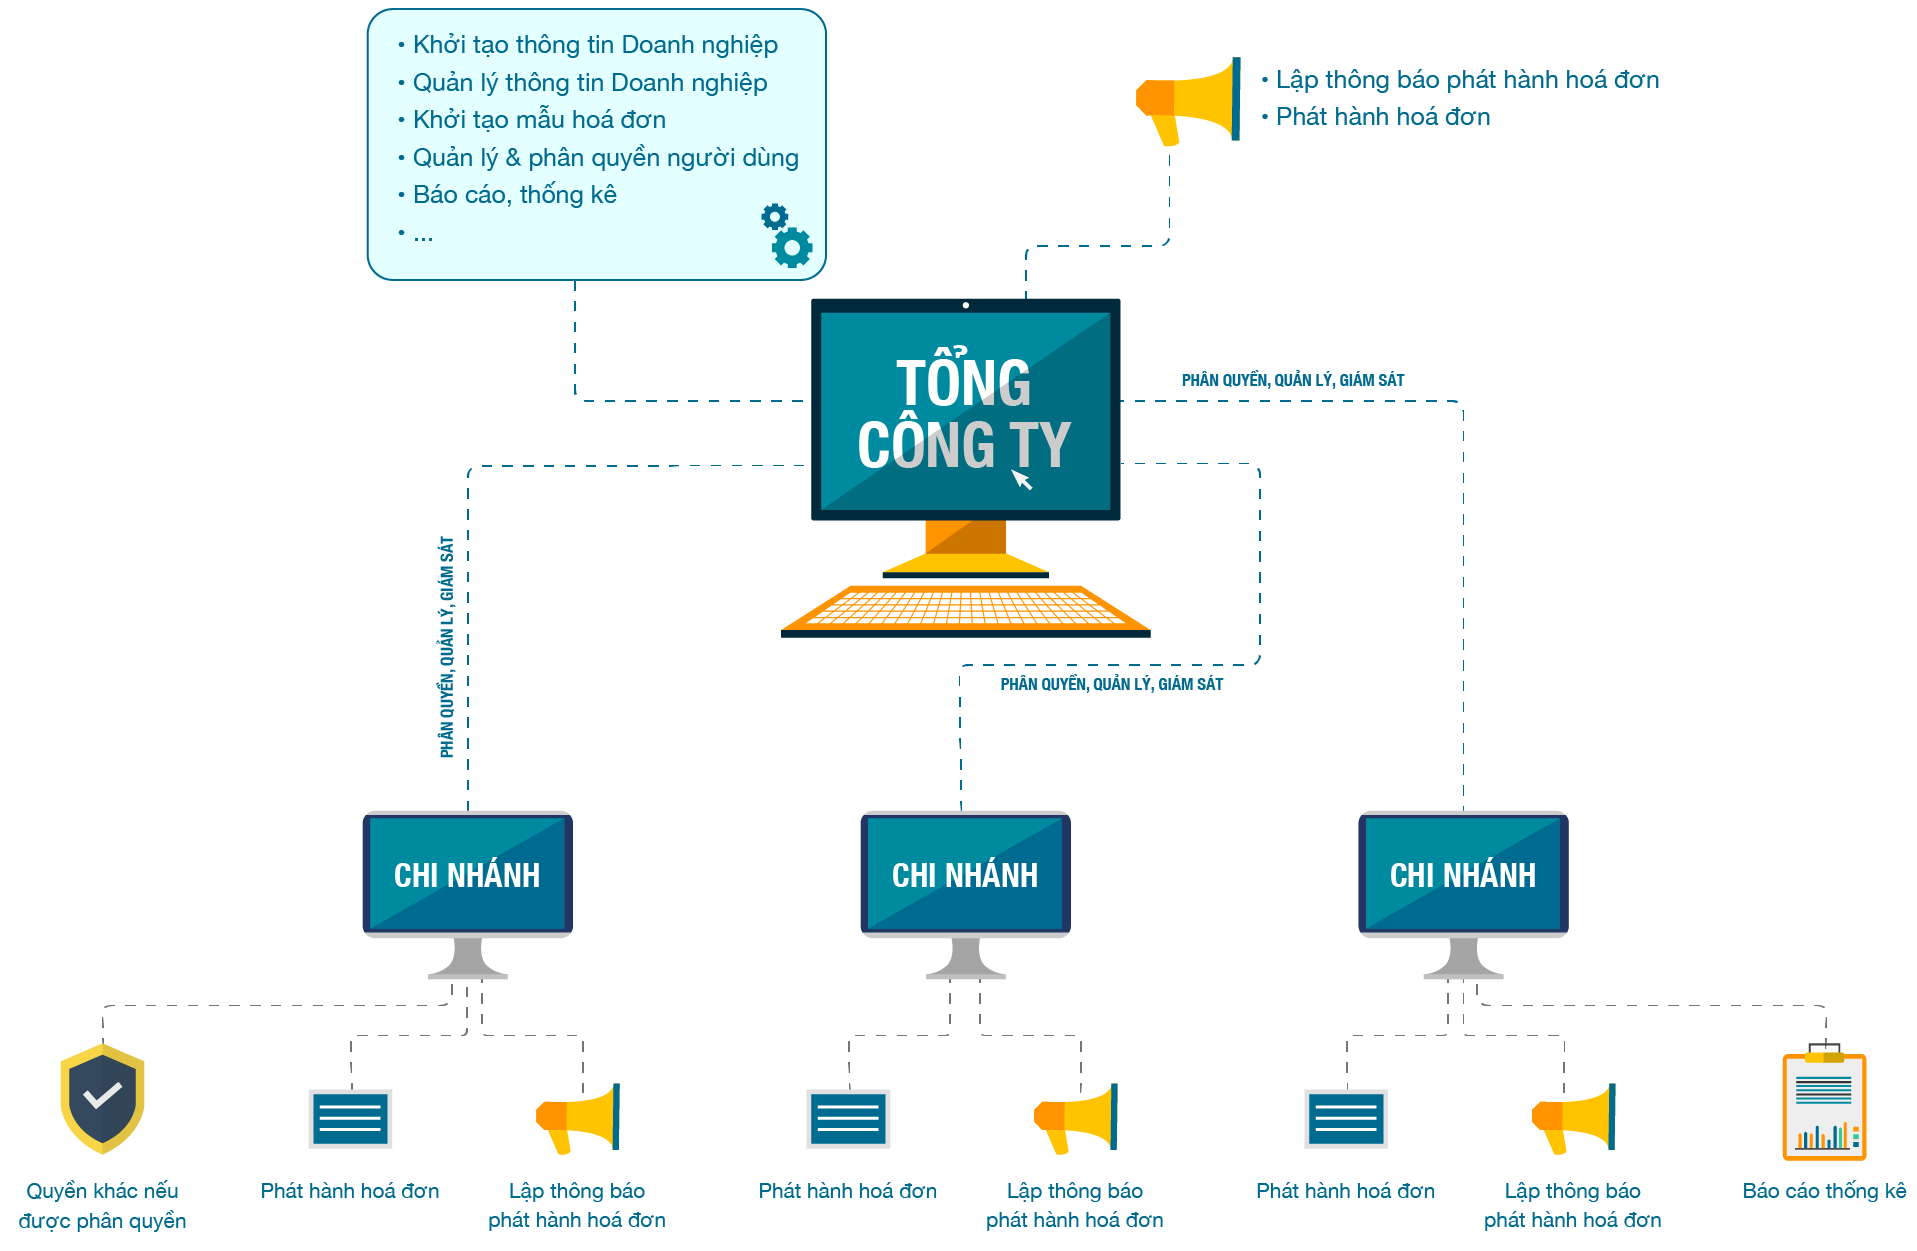 • Khởi tạo thông tin Doanh nghiệp
• Quản lý thông tin Doanh nghiệp
• Khởi tạo mẫu hoá đơn
• Quản lý & phân quyền người dùng
• Báo cáo, thống kê
• ...
• Lập thông báo phát hành hoá đơn
• Phát hành hoá đơn
TỔNG
CÔNG TY
PHÂN QUYỀN, QUẢN LÝ, GIÁM SÁT
PHÂN QUYỀN, QUẢN LÝ, GIÁM SÁT
PHÂN QUYỀN, QUẢN LÝ, GIÁM SÁT
CHI NHÁNH
CHI NHÁNH
CHI NHÁNH
Quyền khác nếu
được phân quyền
Phát hành hoá đơn
Lập thông báo
phát hành hoá đơn
Phát hành hoá đơn
Lập thông báo
phát hành hoá đơn
Phát hành hoá đơn
Lập thông báo
phát hành hoá đơn
Báo cáo thống kê